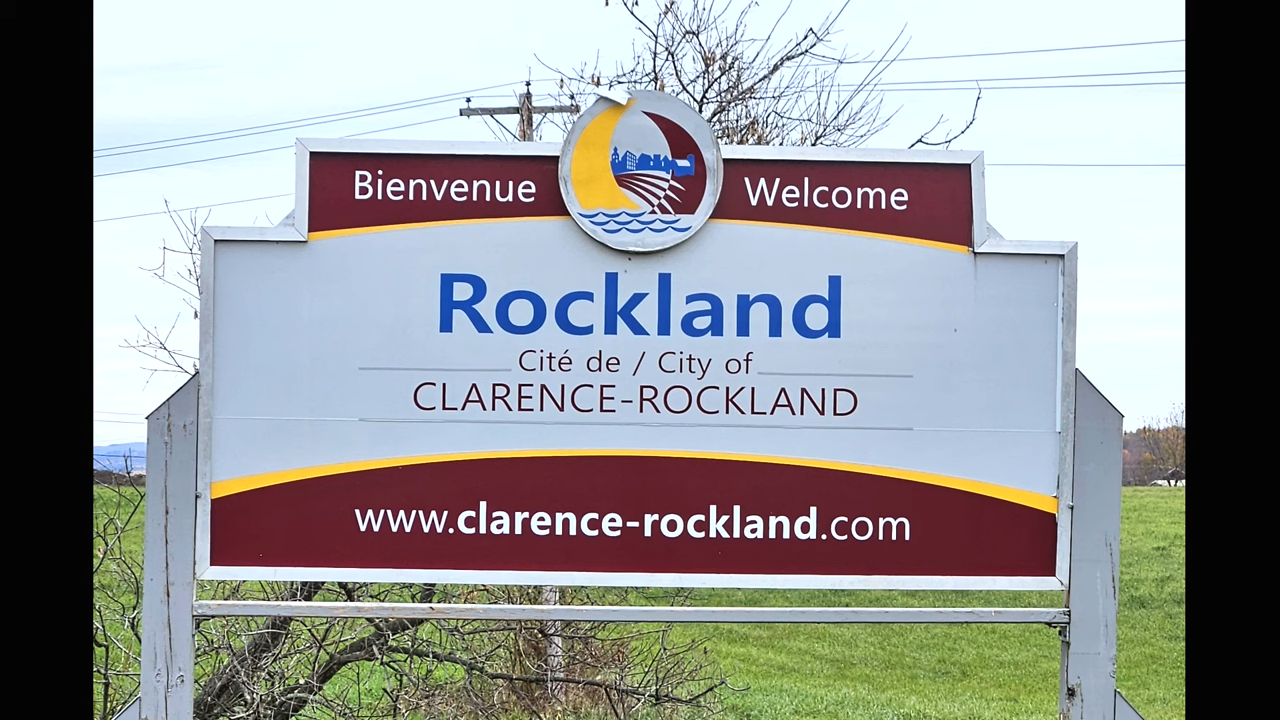 Bienvenue Welcome
Rockland
Cité de / City of
CLARENCE-ROCKLAND
www.clarence-rockland.com